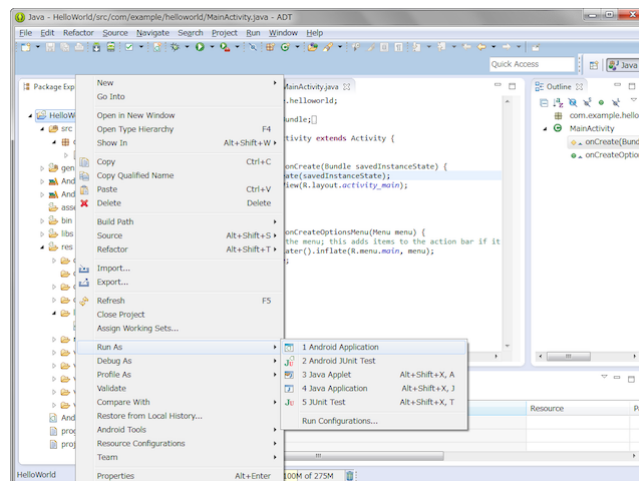 Java - HelloWorld/src/com/example/helloworld/MainActivity.java - ADT
File Edit Refactor Source Navigate Search Project Run Window Help
Quick Access
Java
Package Exp
MainActivity.java
Outline
HelloW
src
gen
And
And
asse
bin
libs
res
And
proj
proj
New
Go Into
Open in New Window
Open Type Hierarchy F4
Show In Alt+Shift+W
Copy Ctrl+C
Copy Qualified Name
Paste Ctrl+V
Delete Delete
Build Path
Source Alt+Shift+S
Refactor Alt+Shift+T
Import...
Export...
Refresh F5
Close Project
Assign Working Sets...
Run As
Debug As
Profile As
Validate
Compare With
Restore from Local History...
Android Tools
Resource Configurations
Team
Properties Alt+Enter
1 Android Application
2 Android JUnit Test
3 Java Applet Alt+Shift+X, A
4 Java Application Alt+Shift+X, J
5 JUnit Test Alt+Shift+X, T
Run Configurations...
.helloworld;
undle;
tivity extends Activity {
onCreate(Bundle savedInstanceState) {
ate(savedInstanceState);
View(R.layout.activity_main);
onCreateOptionsMenu(Menu menu) {
the menu; this adds items to the action bar if it
ater().inflate(R.menu.main, menu);
com.example.hello
MainActivity
onCreate(Bund
onCreateOption
Resource
HelloWorld
100M of 275M